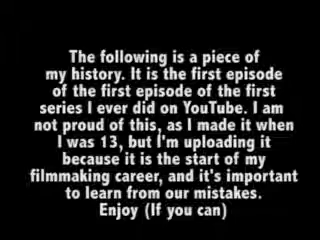 The following is a piece of
my history. It is the first episode
of the first episode of the first
series I ever did on YouTube. I am
not proud of this, as I made it when
I was 13, but I'm uploading it
because it is the start of my
filmmaking career, and it's important
to learn from our mistakes.
Enjoy (If you can)